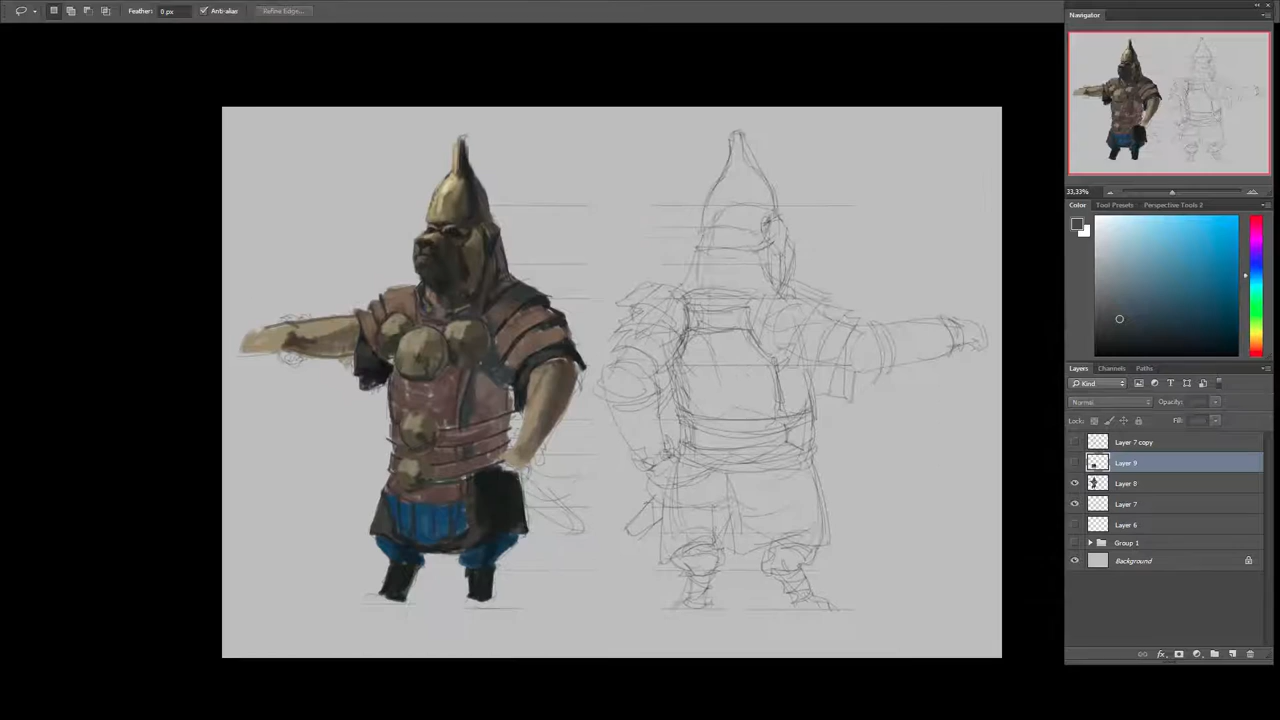 Feather: 0 px Anti-alias Refine Edge...
Navigator
33,33%
Color Tool Presets Perspective Tools 2
Layers Channels Paths
Kind
Normal Opacity:
Lock: Fill:
Layer 7 copy
Layer 9
Layer 8
Layer 7
Layer 6
Group 1
Background
fx